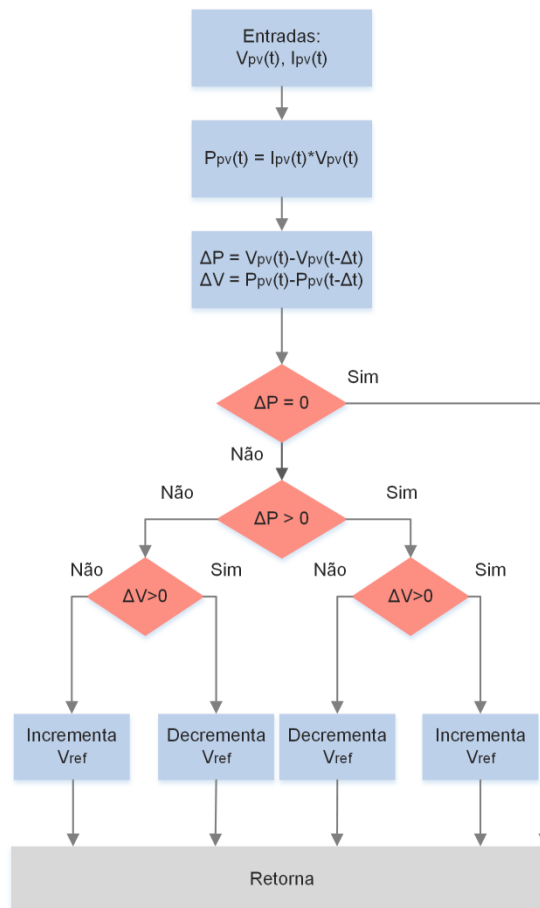 Entradas:
Vpv(t), Ipv(t)
Ppv(t) = Ipv(t)*Vpv(t)
ΔP = Vpv(t)-Vpv(t-Δt)
ΔV = Ppv(t)-Ppv(t-Δt)
Sim
ΔP = 0
Não
Não
Sim
ΔP > 0
Não
Sim
Não
Sim
ΔV>0
ΔV>0
Incrementa
Vref
Decrementa
Vref
Decrementa
Vref
Incrementa
Vref
Retorna